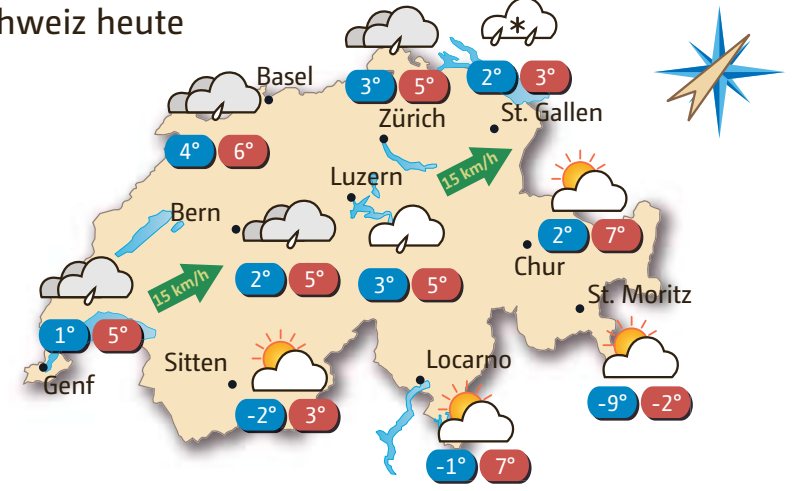 hweiz heute
Basel
3° 5°
2° 3°
St. Gallen
Zürich
4° 6°
15 km/h
Luzern
Bern
2° 7°
Chur
2° 5°
3° 5°
15 km/h
St. Moritz
1° 5°
Sitten
Locarno
Genf
-2° 3°
-9° -2°
-1° 7°